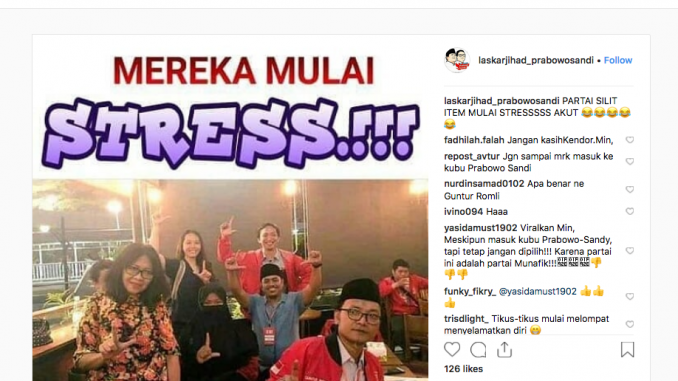 MEREKA MULAI
STRESS.!!!
laskarjihad_prabowosandi • Follow
laskarjihad_prabowosandi PARTAI SILIT
ITEM MULAI STRESSSSS AKUT 😂😂😂😂
😂
fadhilah.falah Jangan kasihKendor.Min,
repost_avtur Jgn sampai mrk masuk ke
kubu Prabowo Sandi
nurdinsamad0102 Apa benar ne
Guntur Romli
ivino094 Haaa
yasidamust1902 Viralkan Min,
Meskipun masuk kubu Prabowo-Sandy,
tapi tetap jangan dipilih!!! Karena partai
ini adalah partai Munafik!!!👎
👎👎
funky_fikry_ @yasidamust1902 👍👍
👍
trisdlight_ Tikus-tikus mulai melompat
menyelamatkan diri 😄
126 likes